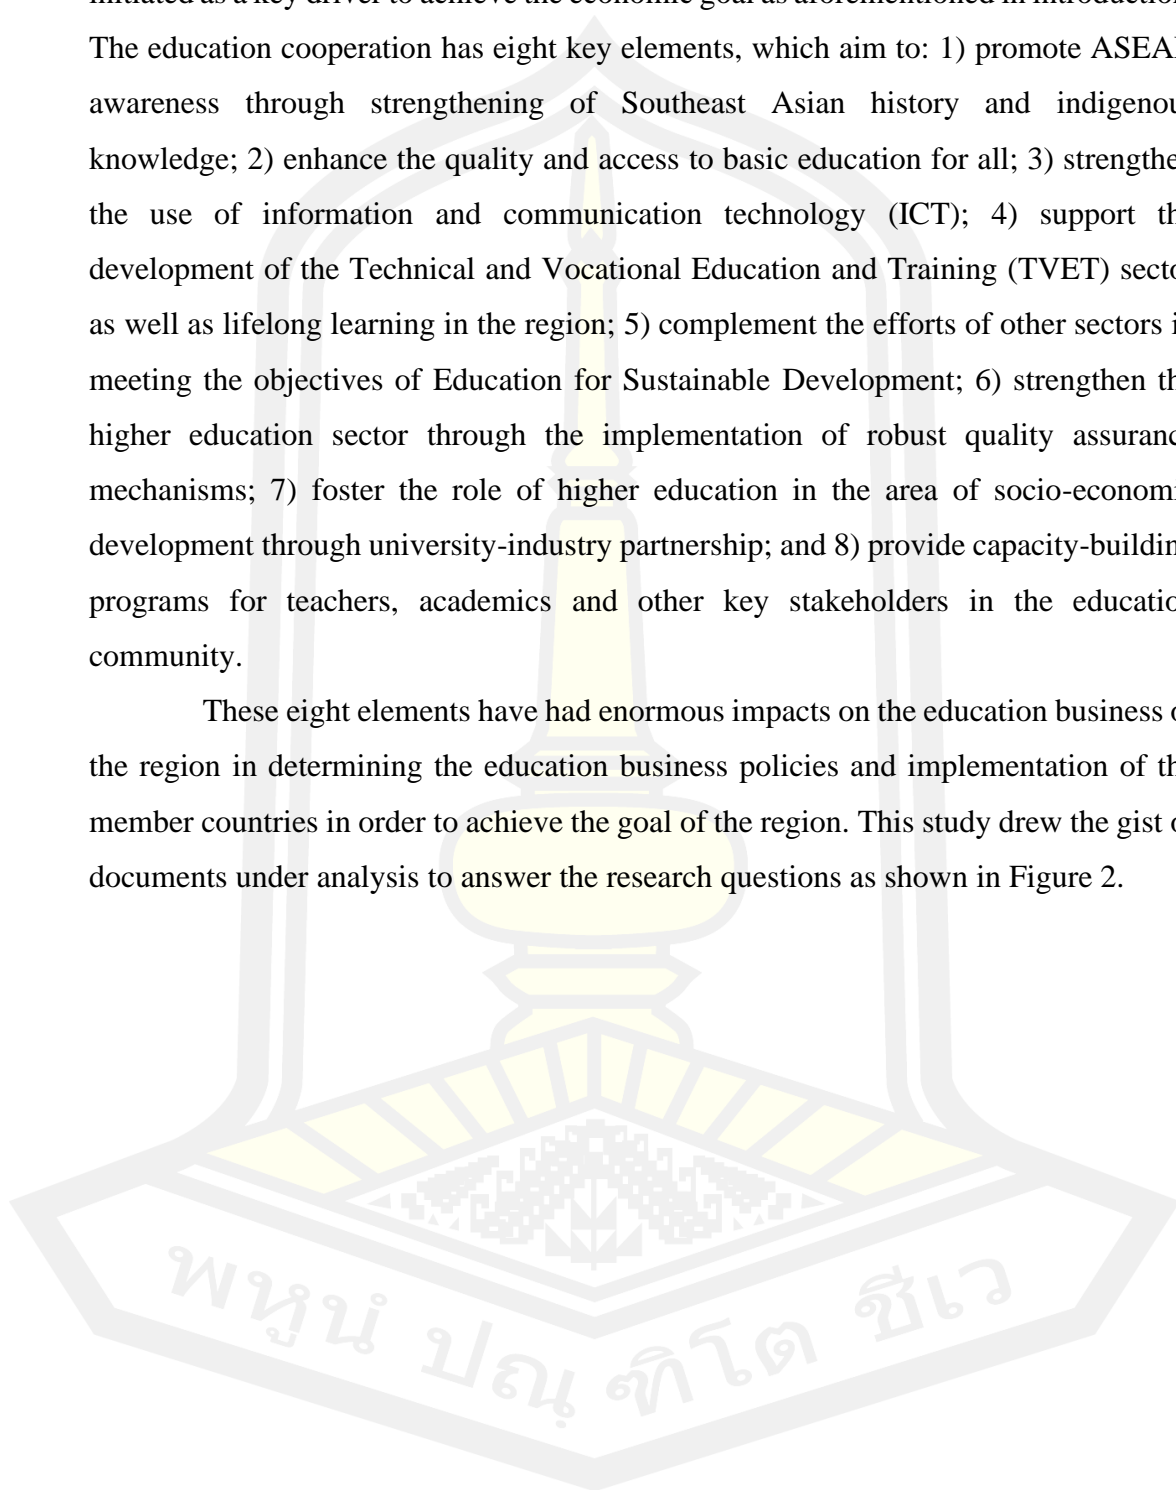 initiated as a key driver to achieve the economic goal as aforementioned in introduction
The education cooperation has eight key elements, which aim to: 1) promote ASEA
awareness through strengthening of Southeast Asian history and indigenou
knowledge; 2) enhance the quality and access to basic education for all; 3) strengthe
the use of information and communication technology (ICT); 4) support th
development of the Technical and Vocational Education and Training (TVET) secto
as well as lifelong learning in the region; 5) complement the efforts of other sectors i
meeting the objectives of Education for Sustainable Development; 6) strengthen th
higher education sector through the implementation of robust quality assuranc
mechanisms; 7) foster the role of higher education in the area of socio-economi
development through university-industry partnership; and 8) provide capacity-buildin
programs for teachers, academics and other key stakeholders in the educatio
community.
These eight elements have had enormous impacts on the education business o
the region in determining the education business policies and implementation of th
member countries in order to achieve the goal of the region. This study drew the gist o
documents under analysis to answer the research questions as shown in Figure 2.
พหูนํ ปณฺฑิโต ชีเว